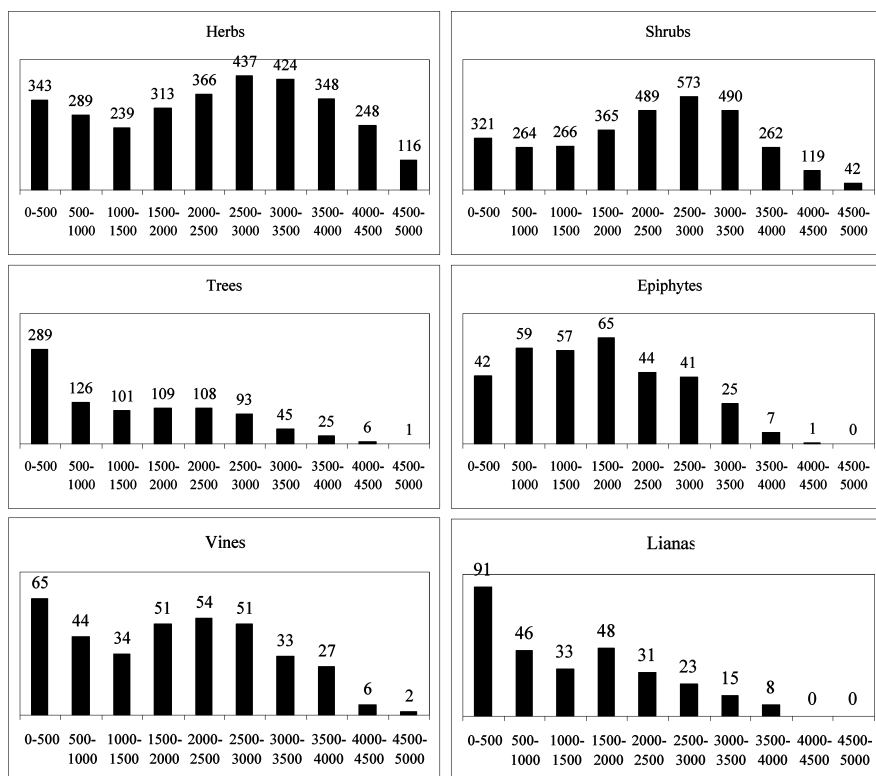 Herbs
343 289 239 313 366 437 424 348 248 116
0-500 500- 1000- 1500- 2000- 2500- 3000- 3500- 4000- 4500-
1000 1500 2000 2500 3000 3500 4000 4500 5000
Shrubs
321 264 266 365 489 573 490 262 119 42
0-500 500- 1000- 1500- 2000- 2500- 3000- 3500- 4000- 4500-
1000 1500 2000 2500 3000 3500 4000 4500 5000
Trees
289 126 101 109 108 93 45 25 6 1
0-500 500- 1000- 1500- 2000- 2500- 3000- 3500- 4000- 4500-
1000 1500 2000 2500 3000 3500 4000 4500 5000
Epiphytes
42 59 57 65 44 41 25 7 1 0
0-500 500- 1000- 1500- 2000- 2500- 3000- 3500- 4000- 4500-
1000 1500 2000 2500 3000 3500 4000 4500 5000
Vines
65 44 34 51 54 51 33 27 6 2
0-500 500- 1000- 1500- 2000- 2500- 3000- 3500- 4000- 4500-
1000 1500 2000 2500 3000 3500 4000 4500 5000
Lianas
91 46 33 48 31 23 15 8 0 0
0-500 500- 1000- 1500- 2000- 2500- 3000- 3500- 4000- 4500-
1000 1500 2000 2500 3000 3500 4000 4500 5000